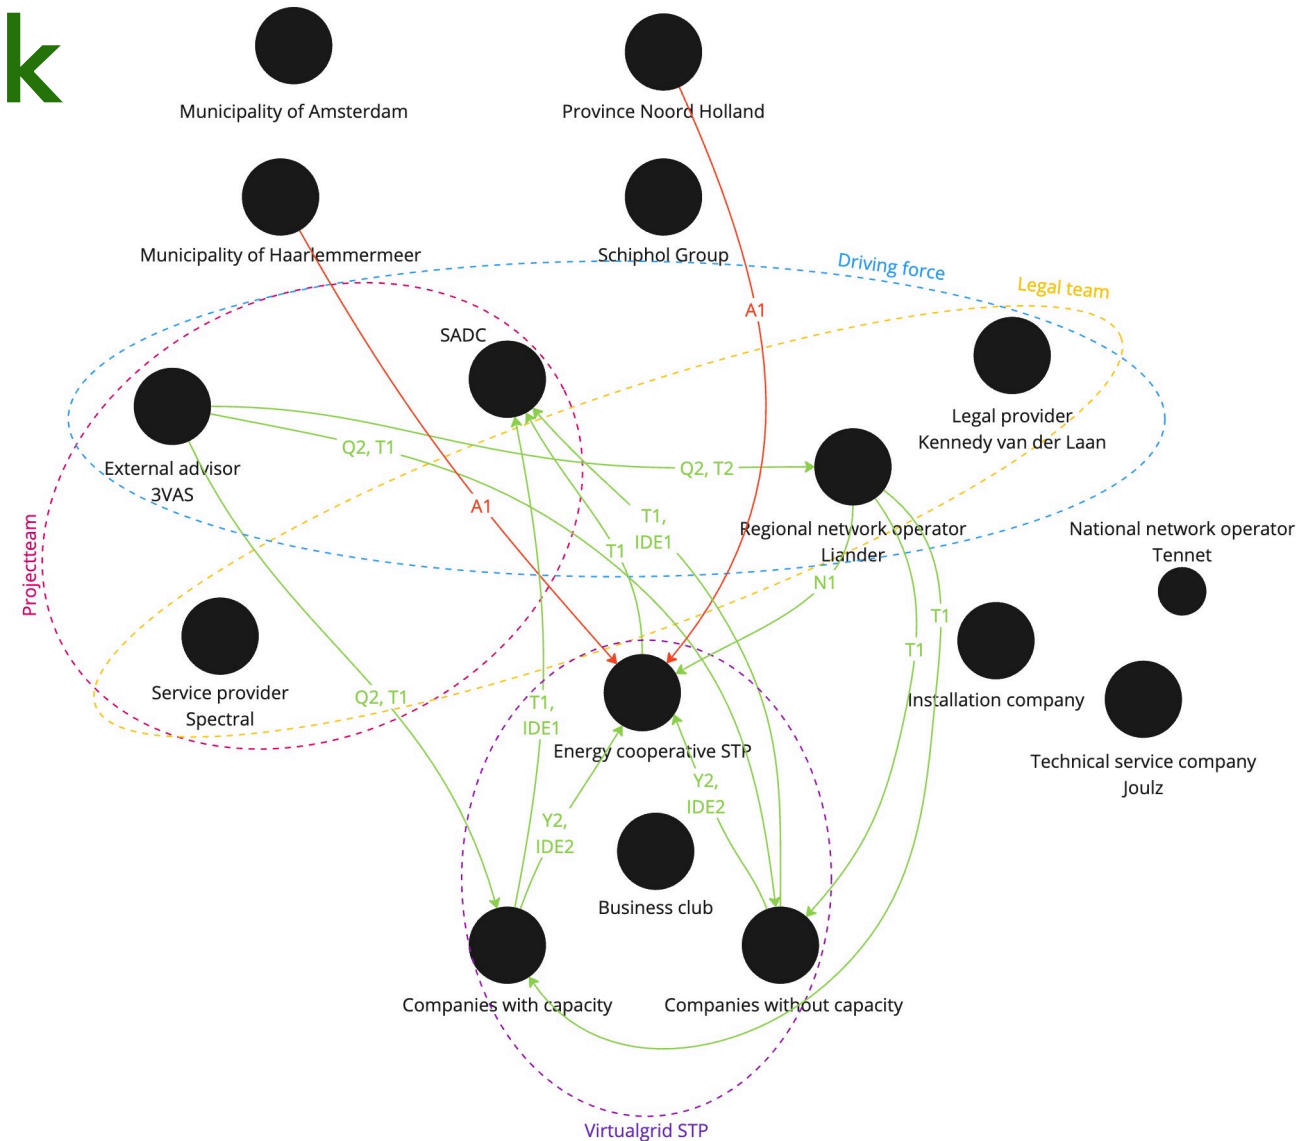 k
Municipality of Amsterdam
Province Noord Holland
Municipality of Haarlemmermeer
Schiphol Group
Driving force
Legal team
A1
SADC
Legal provider
Kennedy van der Laan
Q2, T1
External advisor
3VAS
Q2, T2
A1
T1,
IDE1
T1
Regional network operator
Liander
National network operator
Tennet
Projectteam
N1
T1
T1
Service provider
Spectral
Q2, T1
T1,
IDE1
Installation company
Energy cooperative STP
Technical service company
Joulz
Y2,
IDE2
Y2,
IDE2
Business club
Companies with capacity
Companies without capacity
Virtualgrid STP